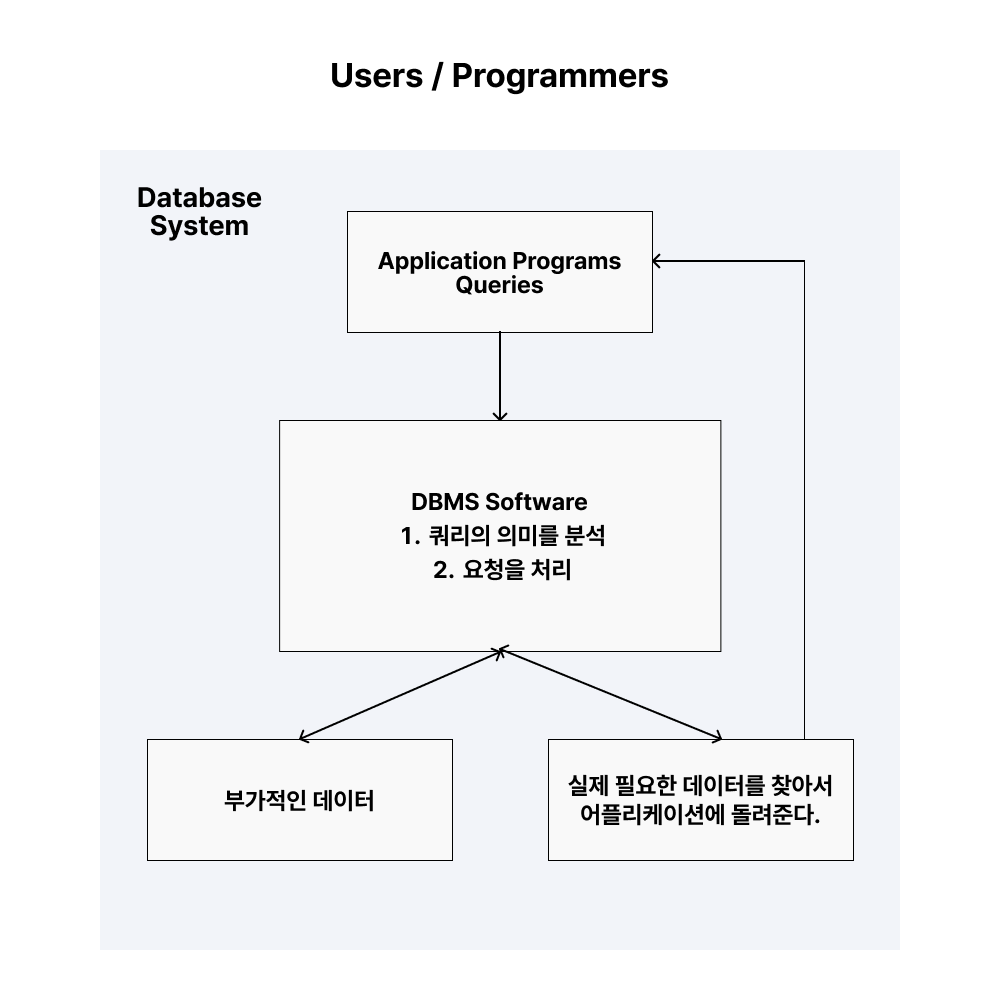 Users / Programmers
Database
System
Application Programs
Queries
DBMS Software
1. 쿼리의 의미를 분석
2. 요청을 처리
부가적인 데이터
실제 필요한 데이터를 찾아서
어플리케이션에 돌려준다.